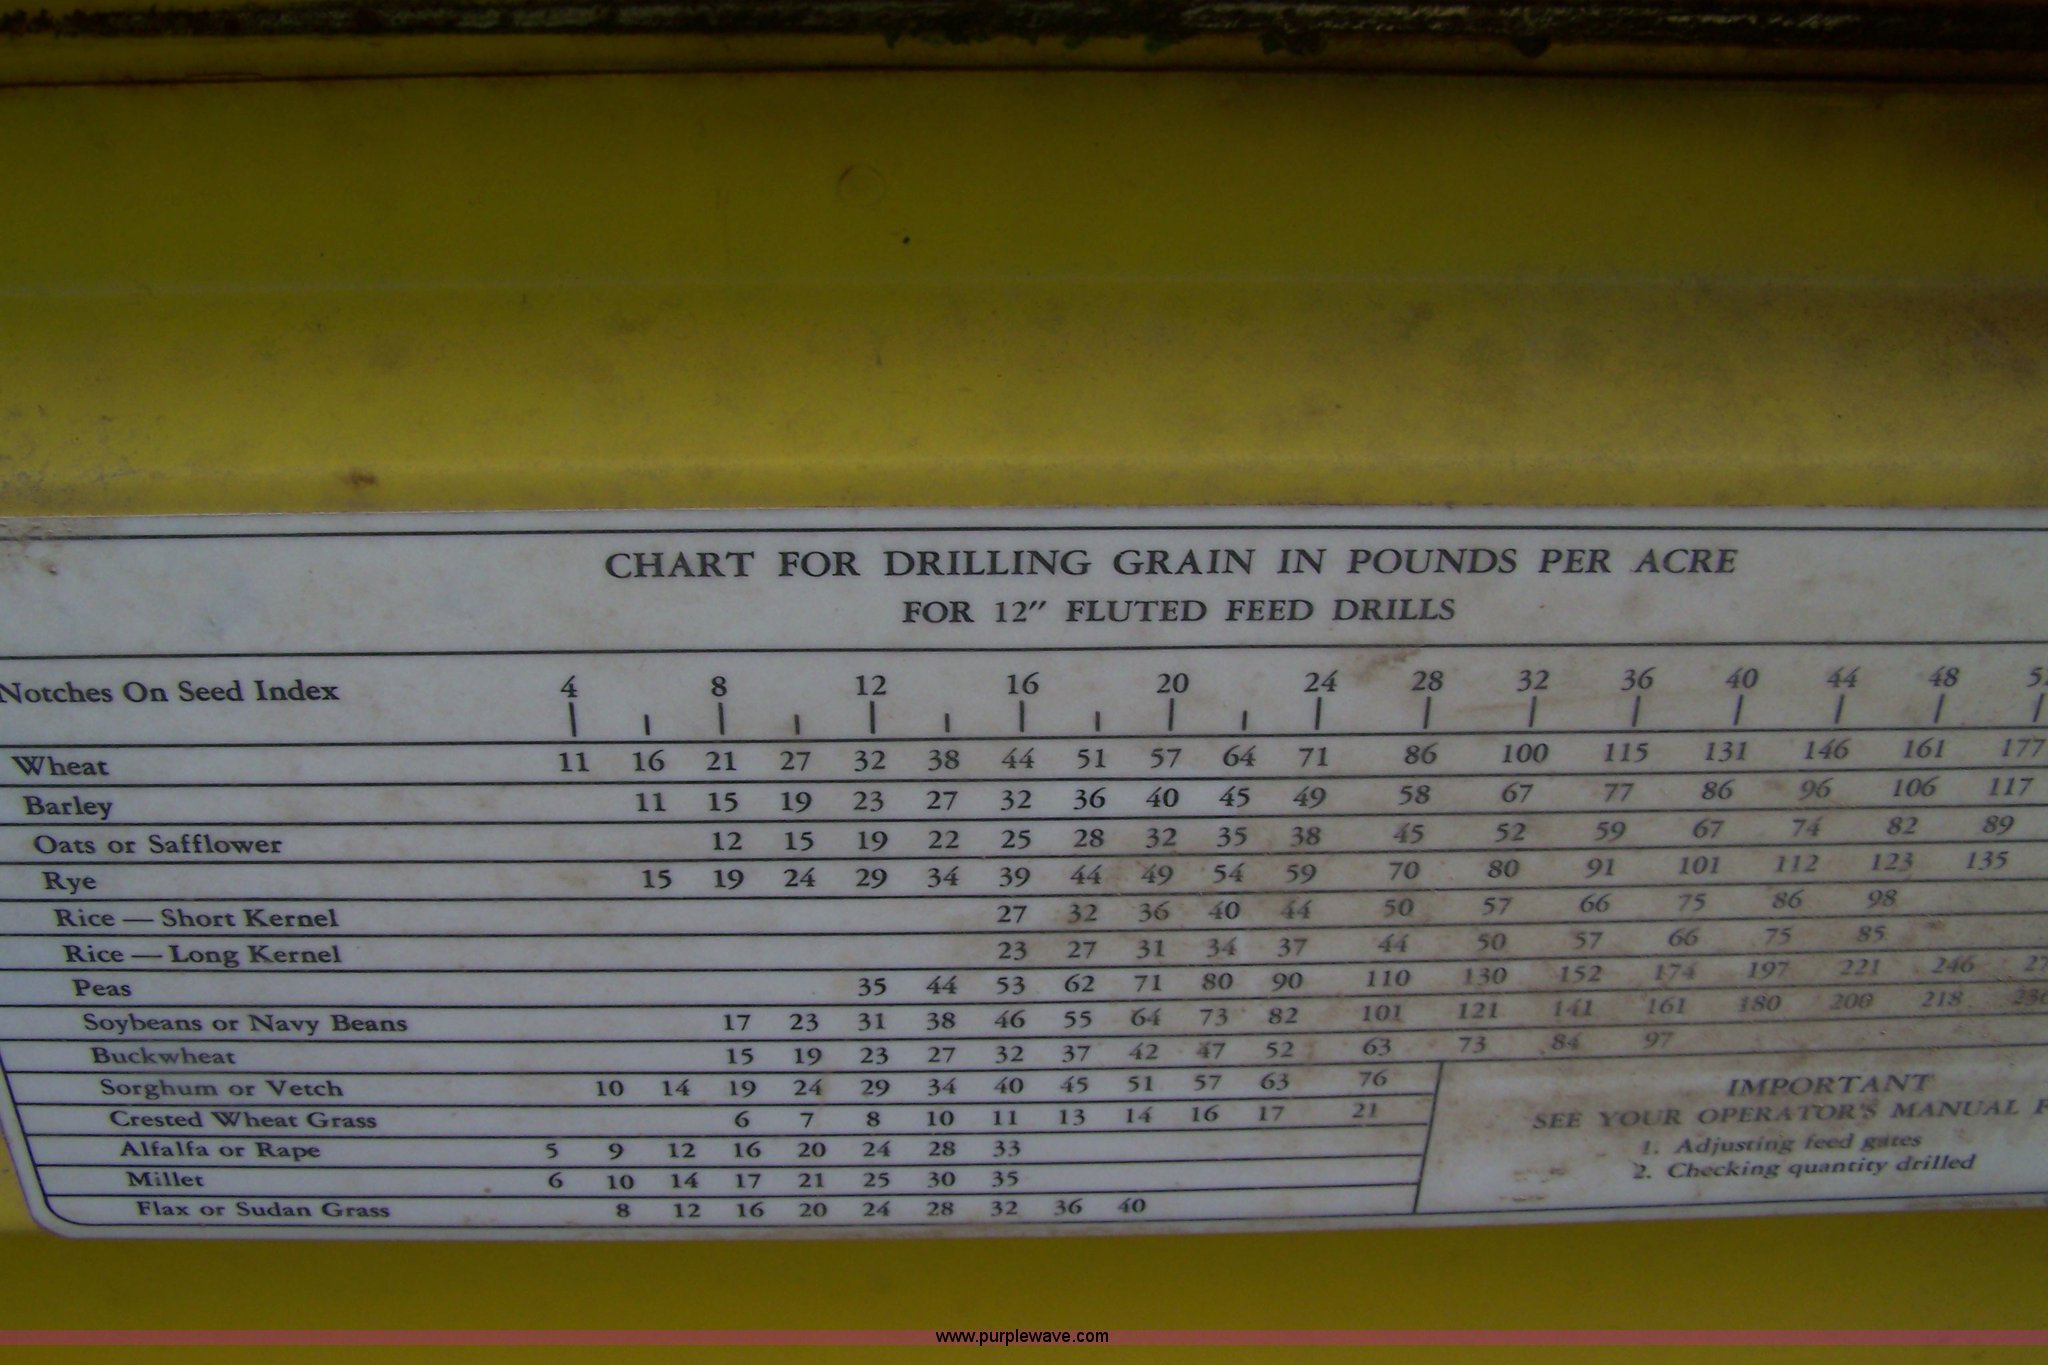 CHART FOR DRILLING GRAIN IN POUNDS PER ACRE
FOR 12" FLUTED FEED DRILLS
Notches On Seed Index 4 8 12 16 20 24 28 32 36 40 44 48
Wheat 11 16 21 27 32 38 44 51 57 64 71 86 100 115 131 146 161 177
Barley 11 15 19 23 27 32 36 40 45 49 58 67 77 86 96 106 117
Oats or Safflower 12 15 19 22 25 28 32 35 38 45 52 59 67 74 82 89
Rye 15 19 24 29 34 39 44 49 54 59 70 80 91 101 112 123 135
Rice — Short Kernel 27 32 36 40 44 50 57 66 75 86 98
Rice — Long Kernel 23 27 31 34 37 44 50 57 66 75 85
Peas 35 44 53 62 71 80 90 110 130 152 174 197 221 246
Soybeans or Navy Beans 17 23 31 38 46 55 64 73 82 101 121 141 161 180 200 218
Buckwheat 15 19 23 27 32 37 42 47 52 63 73 84 97
Sorghum or Vetch 10 14 19 24 29 34 40 45 51 57 63 76
Crested Wheat Grass 6 7 8 10 11 13 14 16 17 21
Alfalfa or Rape 5 9 12 16 20 24 28 33
Millet 6 10 14 17 21 25 30 35
Flax or Sudan Grass 8 12 16 20 24 28 32 36 40
IMPORTANT
SEE YOUR OPERATOR'S MANUAL
1. Adjusting feed gates
2. Checking quantity drilled
www.purplewave.com